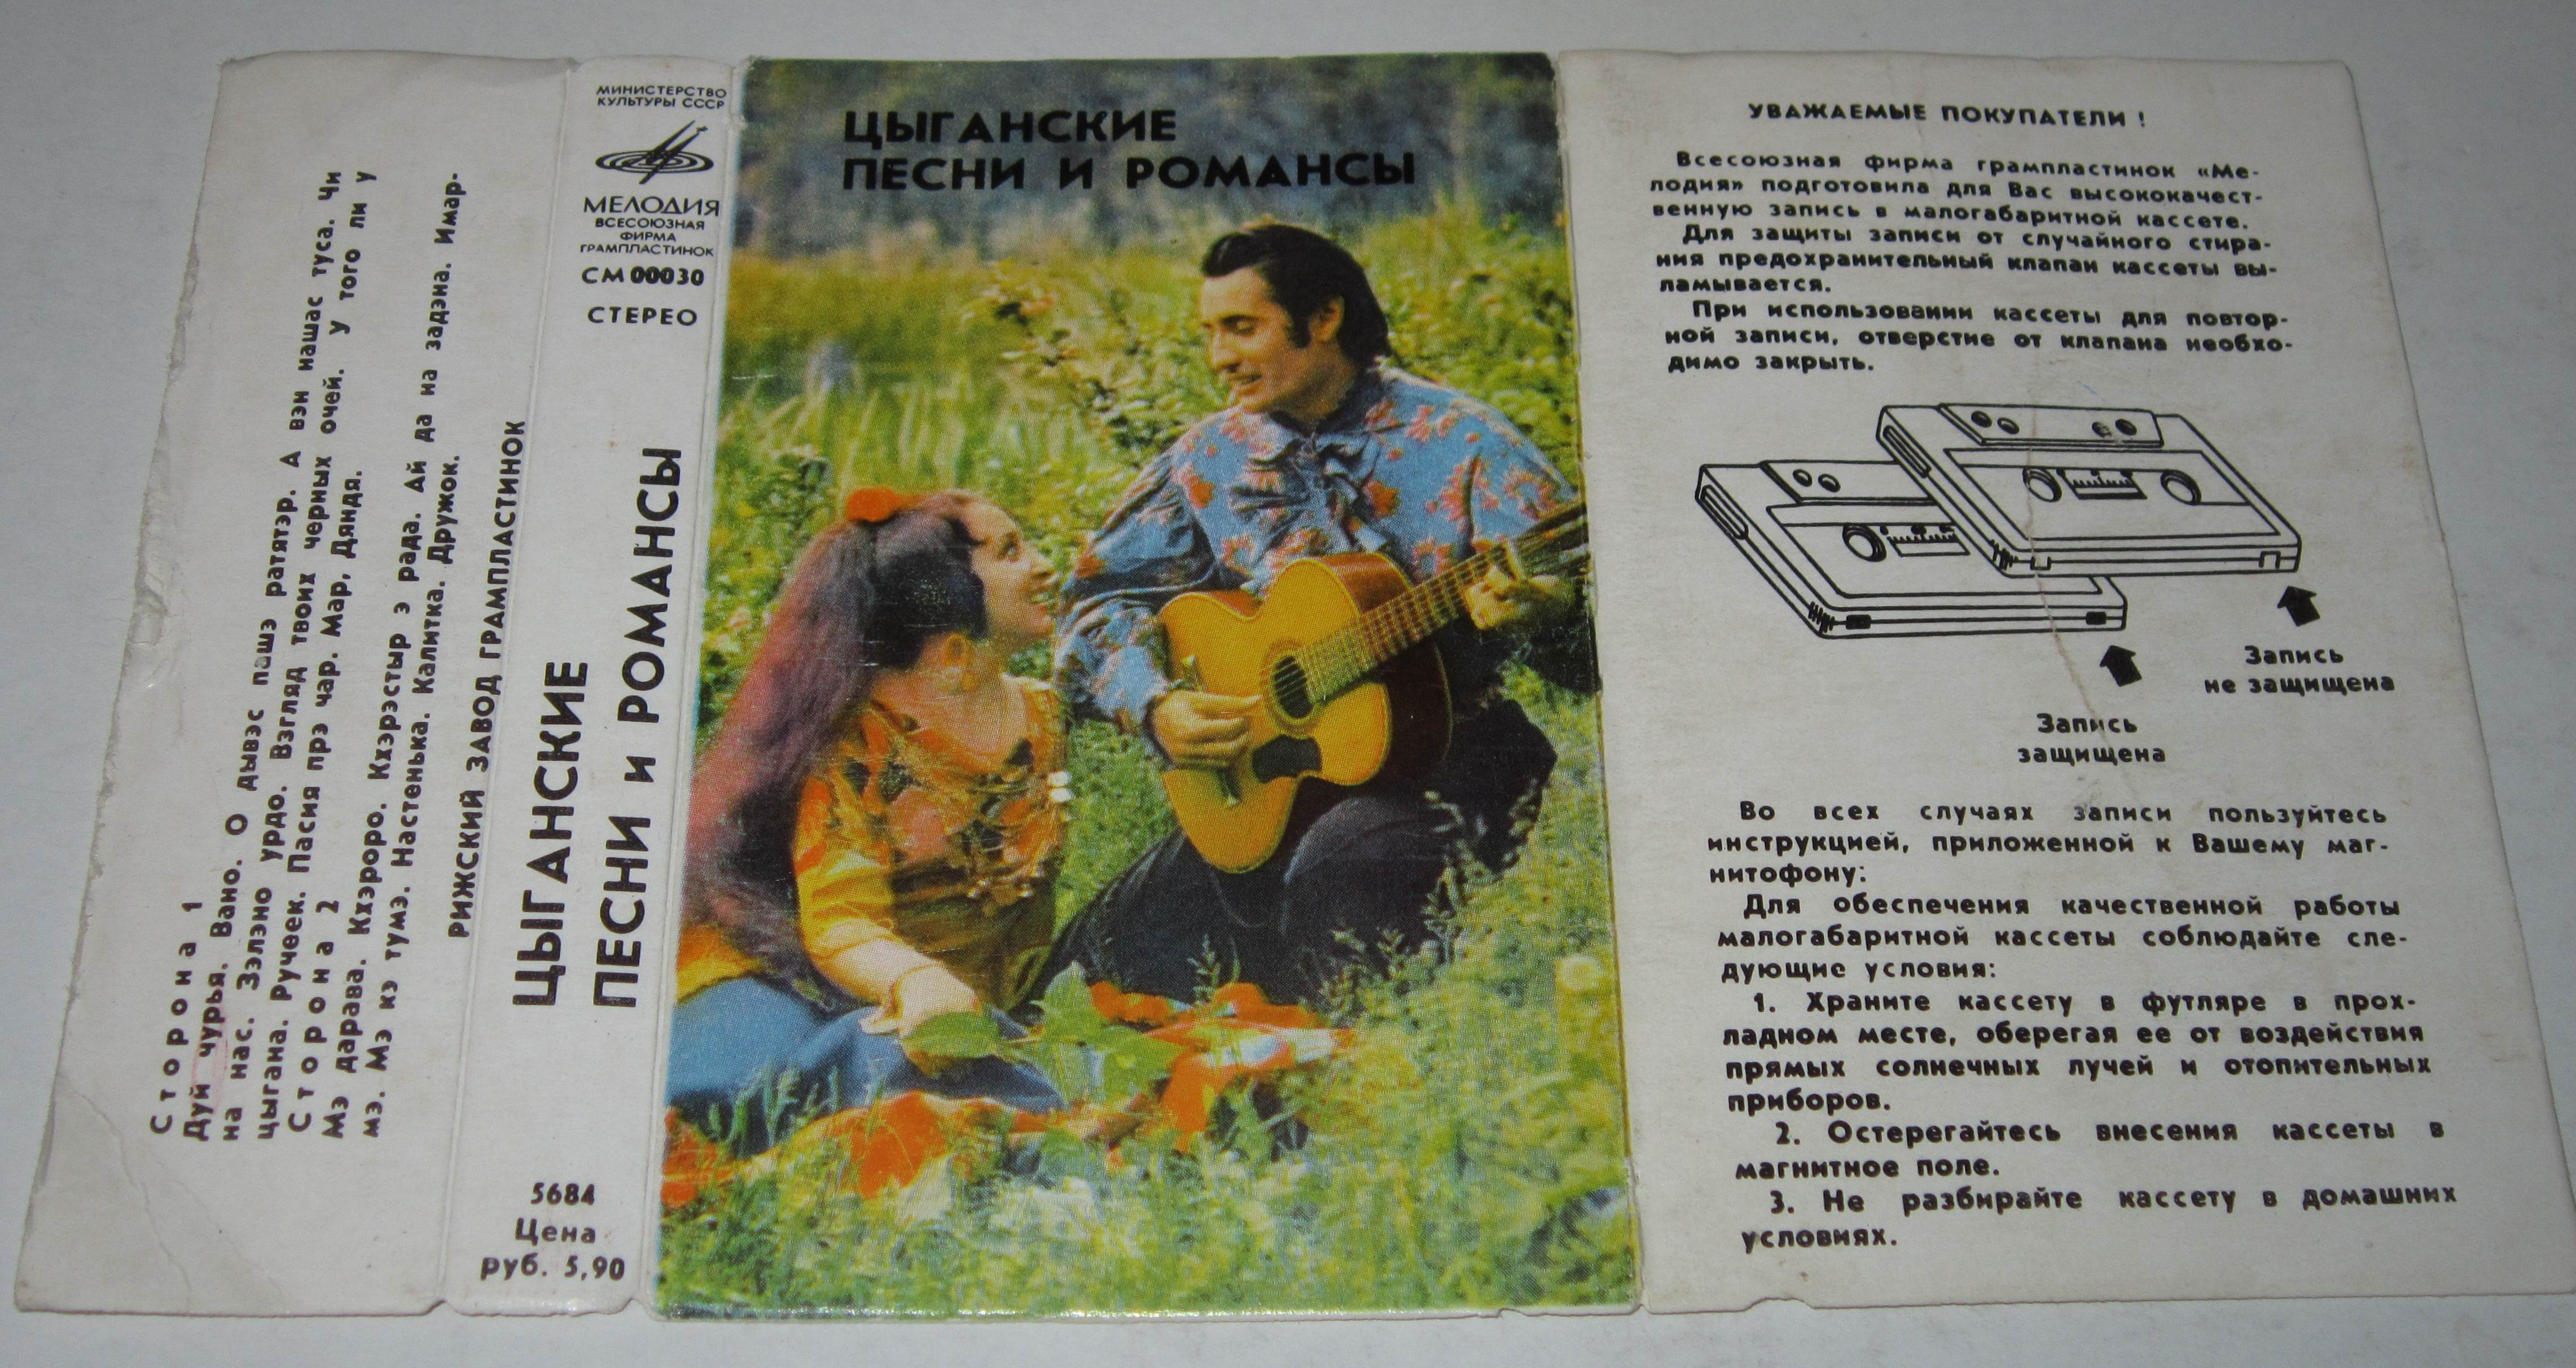 Сторона 1
Дуй чурья. Вано. О дывэс пашэ ратятэр. А вэн нашас туса. Чи
на нас. Зэлэно урдо. Взгляд твоих черных очей. У того ли у
цыгана. Ручеек. Пасия прэ чар. Мар, Дяндя.
Сторона 2
Мэ дарава. Кхэроро. Кхэрэстыр э рада. Ай да на задэна. Имар-
мэ. Мэ кэ тумэ. Настенька. Калитка. Дружок.
РИЖСКИЙ ЗАВОД ГРАМПЛАСТИНОК
МИНИСТЕРСТВО
КУЛЬТУРЫ СССР
МЕЛОДИЯ
ВСЕСОЮЗНАЯ
ФИРМА
ГРАМПЛАСТИНОК
СМ 00030
СТЕРЕО
ЦЫГАНСКИЕ
ПЕСНИ и РОМАНСЫ
5684
Цена
руб. 5,90
ЦЫГАНСКИЕ
ПЕСНИ И РОМАНСЫ
УВАЖАЕМЫЕ ПОКУПАТЕЛИ !
Всесоюзная фирма грампластинок «Ме-
лодия» подготовила для Вас высококачест-
венную запись в малогабаритной кассете.
Для защиты записи от случайного стира-
ния предохранительный клапан кассеты вы-
ламывается.
При использовании кассеты для повтор-
ной записи, отверстие от клапана необхо-
димо закрыть.
Запись
не защищена
Запись
защищена
Во всех случаях записи пользуйтесь
инструкцией, приложенной к Вашему маг-
нитофону:
Для обеспечения качественной работы
малогабаритной кассеты соблюдайте сле-
дующие условия:
1. Храните кассету в футляре в прох-
ладном месте, оберегая ее от воздействия
прямых солнечных лучей и отопительных
приборов.
2. Остерегайтесь внесения кассеты в
магнитное поле.
3. Не разбирайте кассету в домашних
условиях.